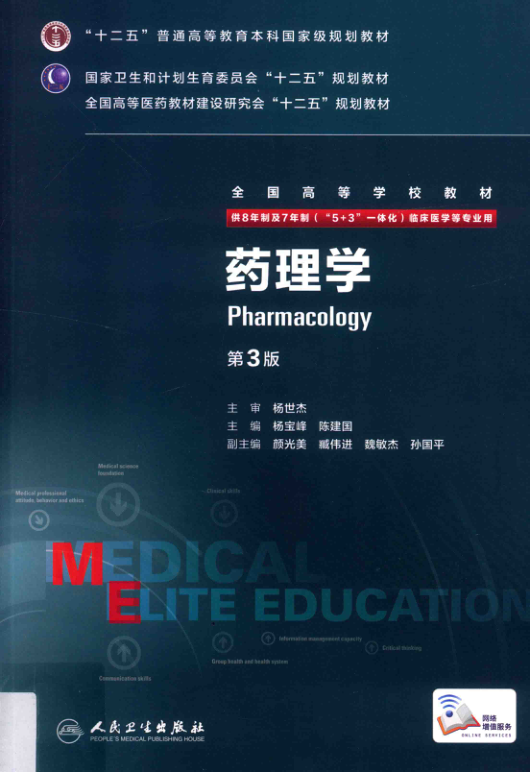 “十二五”普通高等教育本科国家级规划教材
国家卫生和计划生育委员会“十二五”规划教材
全国高等医药教材建设研究会“十二五”规划教材
全国高等学校教材
供8年制及7年制(“5+3”一体化)临床医学等专业用
药理学
Pharmacology
第3版
主审 杨世杰
主编 杨宝峰 陈建国
副主编 颜光美 臧伟进 魏敏杰 孙国平
Medical science
foundation
Medical professional
attitude, behavior and ethics
Clinical skills
MEDICAL
ELITE EDUCATION
Information management capacity
Critical thinking
Group health and health system
Communication skills
人民卫生出版社
PEOPLE'S MEDICAL PUBLISHING HOUSE
网络
增值服务
ONLINE SERVICES